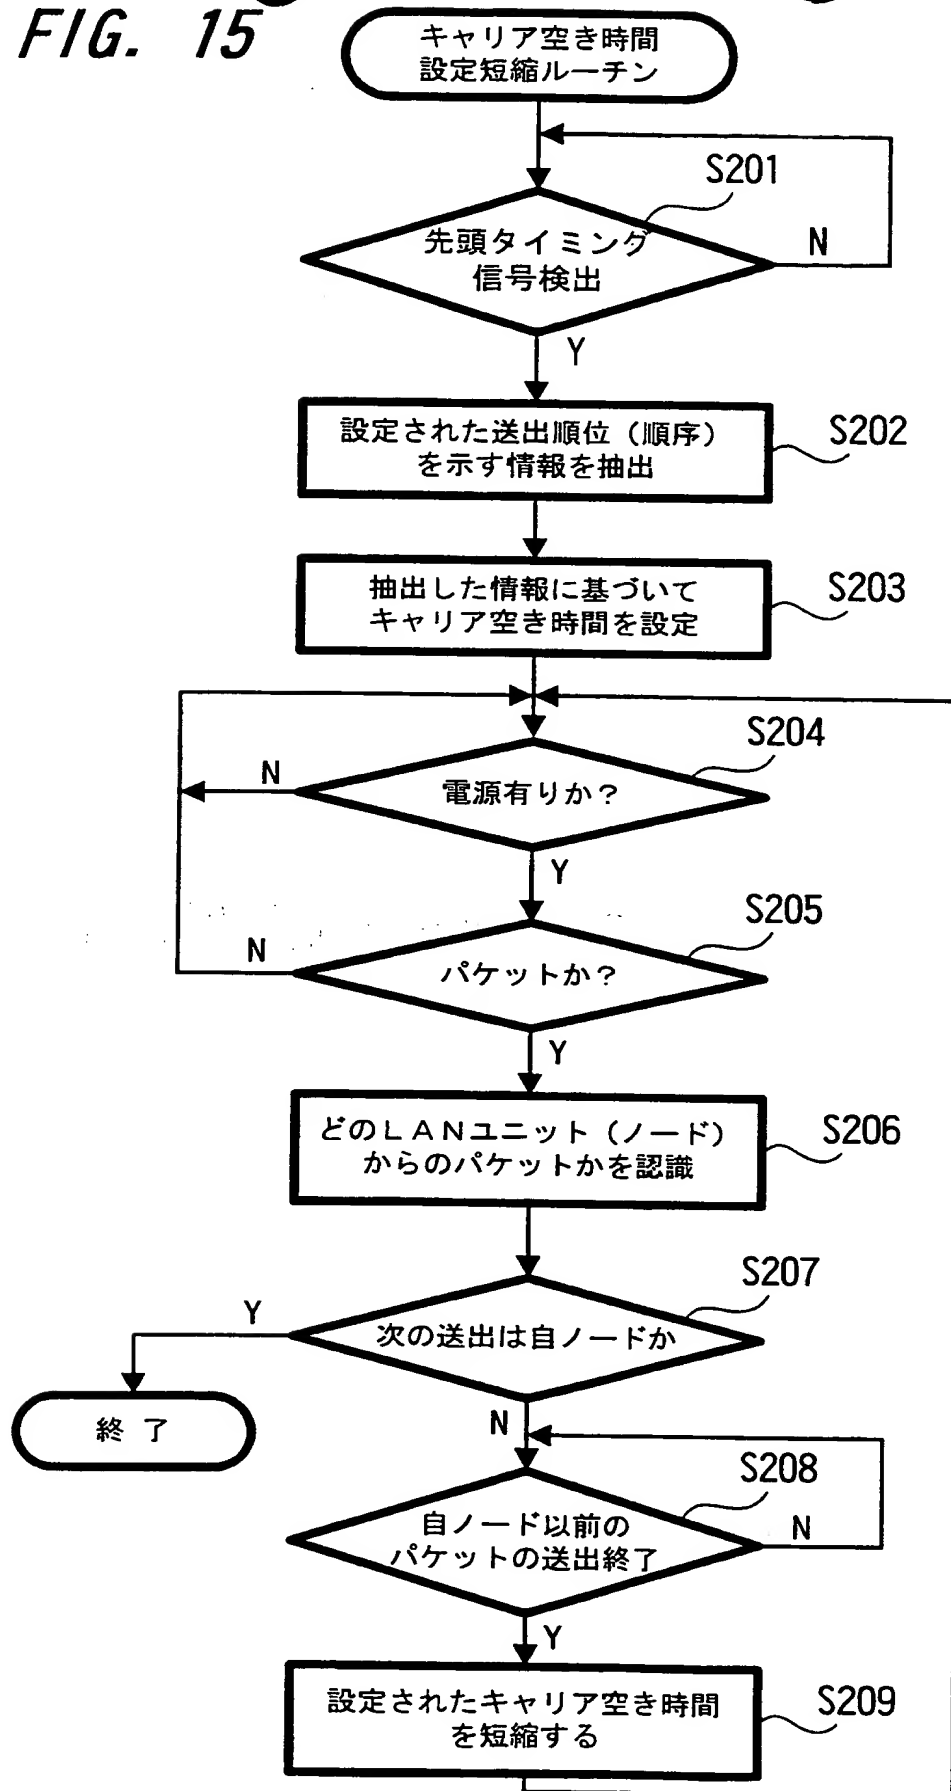 FIG. 15
キャリア空き時間
設定短縮ルーチン
S201
先頭タイミング
信号検出
N
Y
設定された送出順位（順序）
を示す情報を抽出
S202
抽出した情報に基づいて
キャリア空き時間を設定
S203
S204
N
電源有りか？
Y
S205
N
パケットか？
Y
どのＬＡＮユニット（ノード）
からのパケットかを認識
S206
S207
Y
次の送出は自ノードか
終 了
N
S208
自ノード以前の
パケットの送出終了
N
Y
設定されたキャリア空き時間
を短縮する
S209